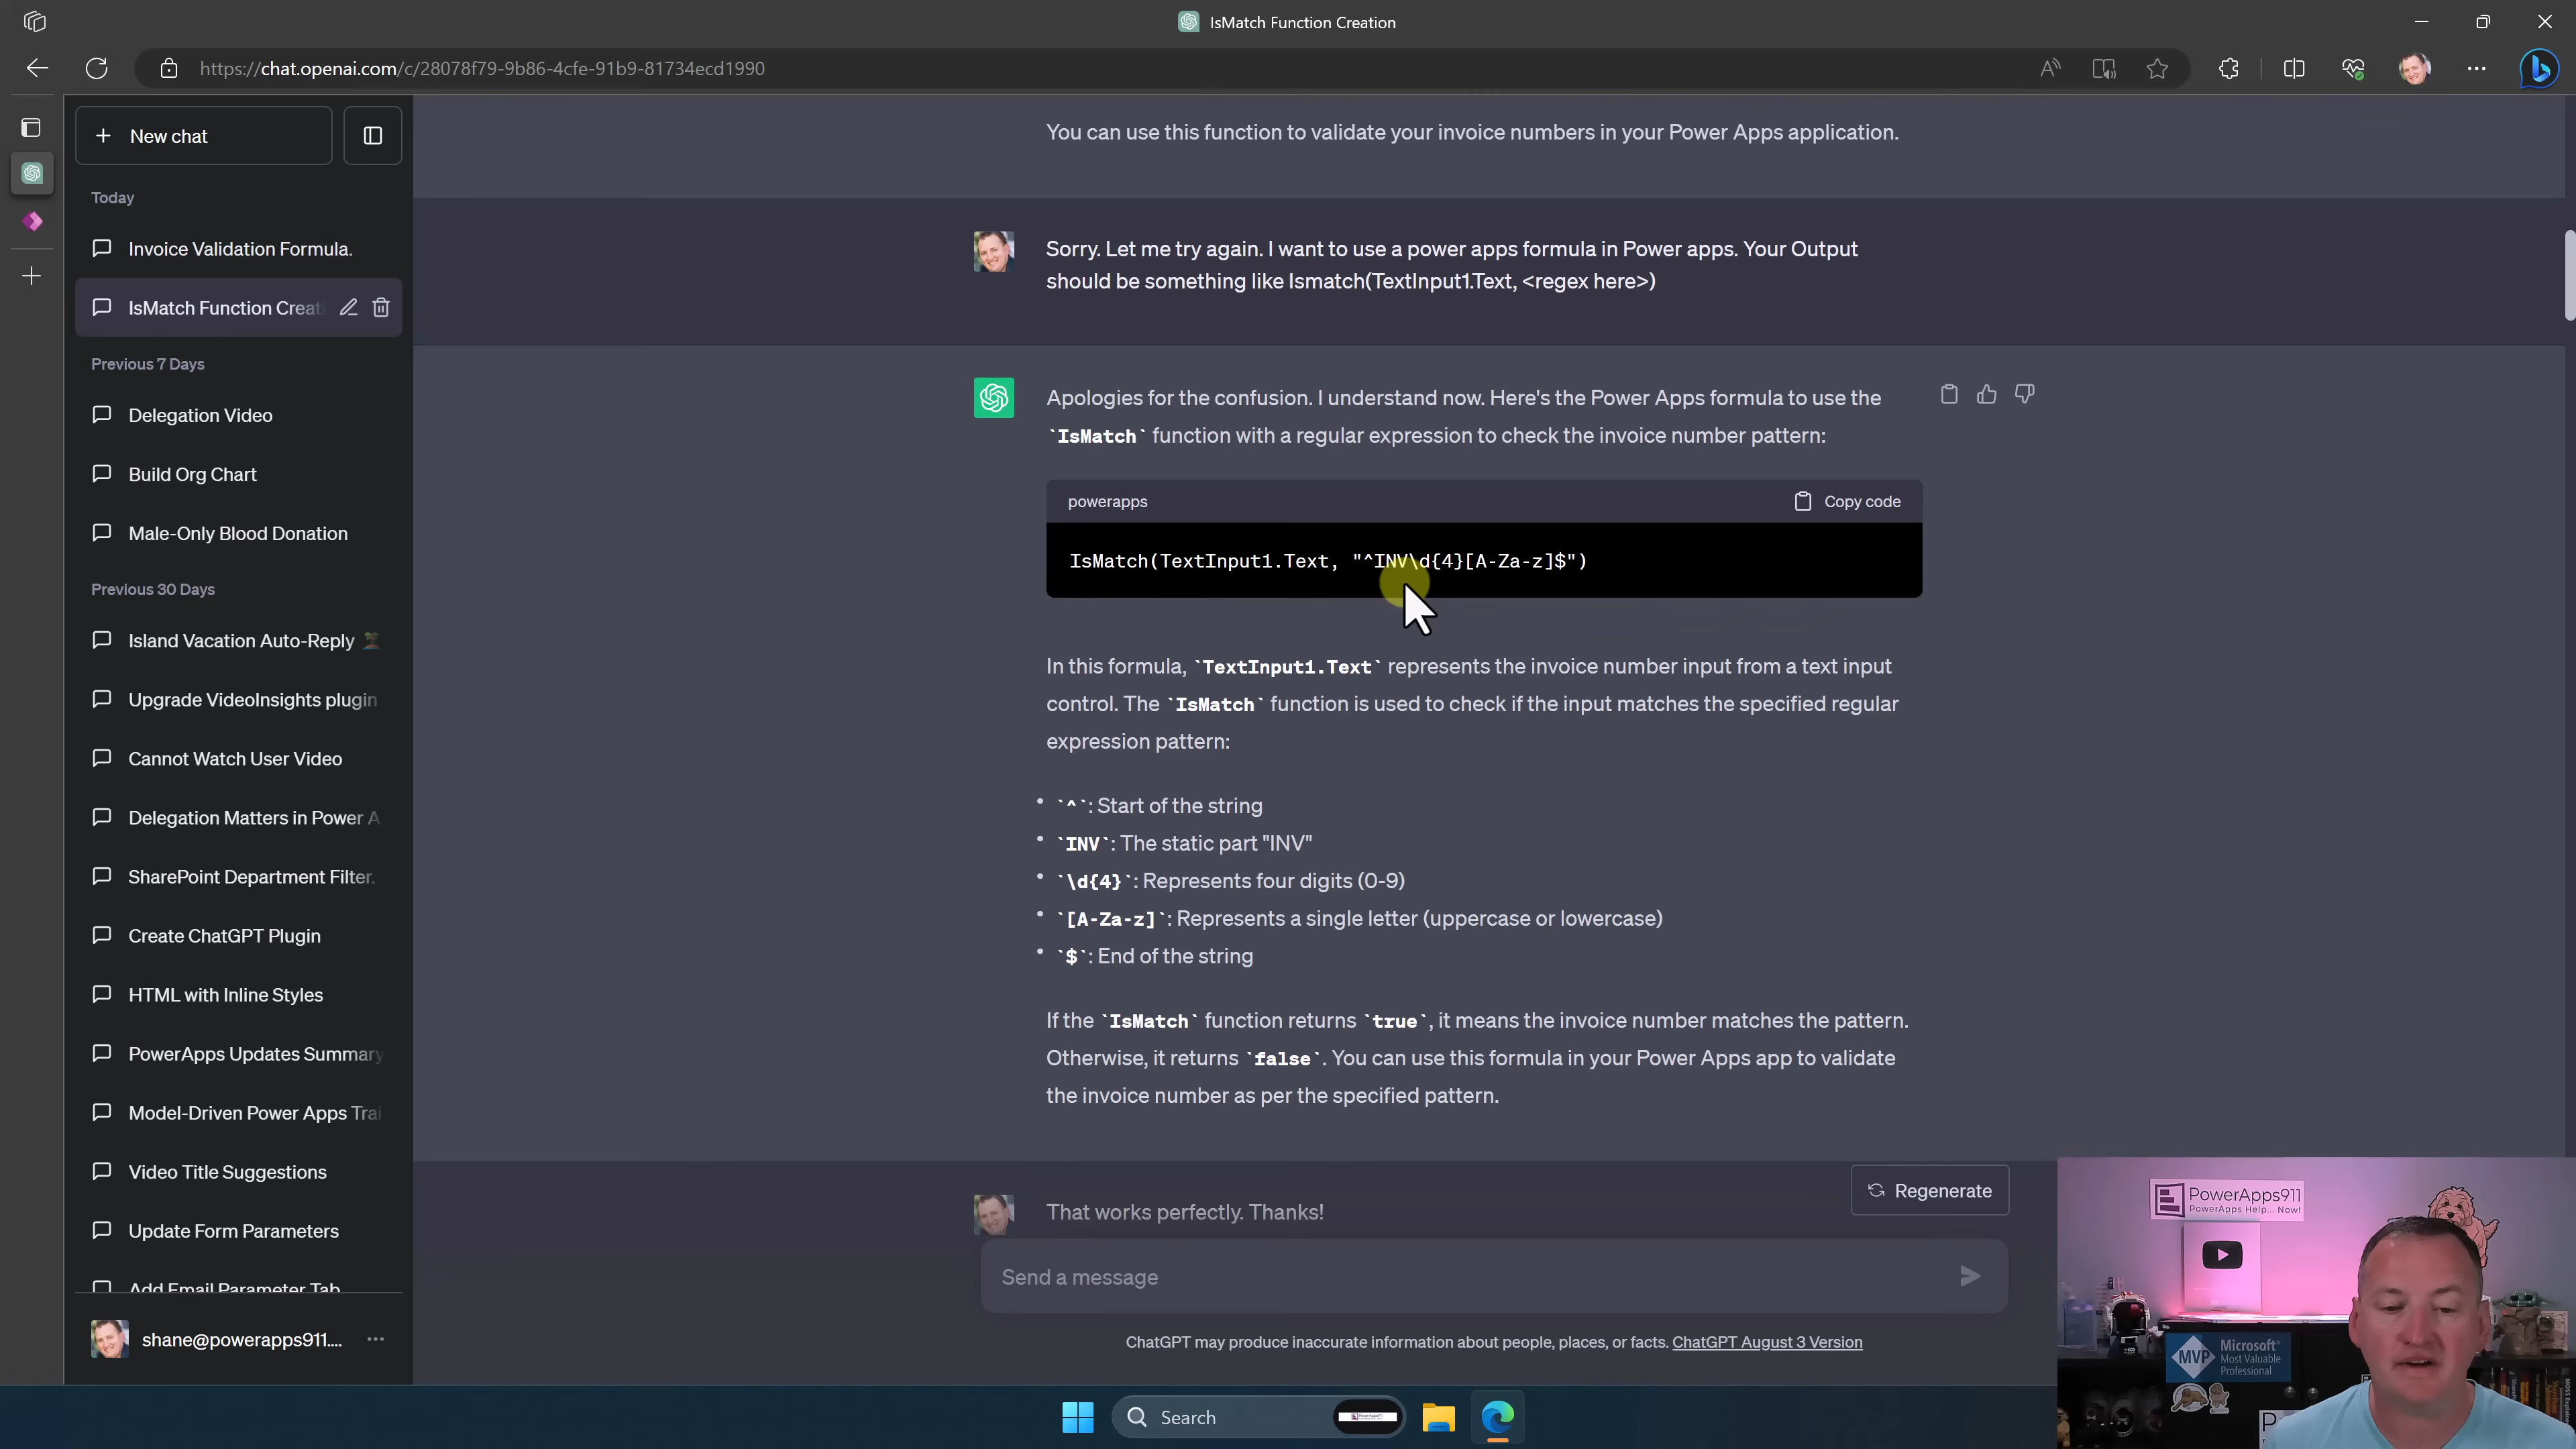 IsMatch Function Creation
https://chat.openai.com/c/28078f79-9b86-4cfe-91b9-81734ecd1990
New chat
Today
Invoice Validation Formula.
IsMatch Function Creat
Previous 7 Days
Delegation Video
Build Org Chart
Male-Only Blood Donation
Previous 30 Days
Island Vacation Auto-Reply 🏝️
Upgrade VideoInsights plugin
Cannot Watch User Video
Delegation Matters in Power A
SharePoint Department Filter.
Create ChatGPT Plugin
HTML with Inline Styles
PowerApps Updates Summary
Model-Driven Power Apps Trai
Video Title Suggestions
Update Form Parameters
Add Email Parameter Tab
shane@powerapps911....
You can use this function to validate your invoice numbers in your Power Apps application.
Sorry. Let me try again. I want to use a power apps formula in Power apps. Your Output
should be something like Ismatch(TextInput1.Text, <regex here>)
Apologies for the confusion. I understand now. Here's the Power Apps formula to use the
`IsMatch` function with a regular expression to check the invoice number pattern:
powerapps
Copy code
IsMatch(TextInput1.Text, "^INV\d{4}[A-Za-z]$")
In this formula, `TextInput1.Text` represents the invoice number input from a text input
control. The `IsMatch` function is used to check if the input matches the specified regular
expression pattern:
• `^`: Start of the string
• `INV`: The static part "INV"
• `\d{4}`: Represents four digits (0-9)
• `[A-Za-z]`: Represents a single letter (uppercase or lowercase)
• `$`: End of the string
If the `IsMatch` function returns `true`, it means the invoice number matches the pattern.
Otherwise, it returns `false`. You can use this formula in your Power Apps app to validate
the invoice number as per the specified pattern.
Regenerate
That works perfectly. Thanks!
Send a message
ChatGPT may produce inaccurate information about people, places, or facts. ChatGPT August 3 Version
PowerApps911
PowerApps Help... Now!
MVP
Microsoft®
Most Valuable
Professional
Search